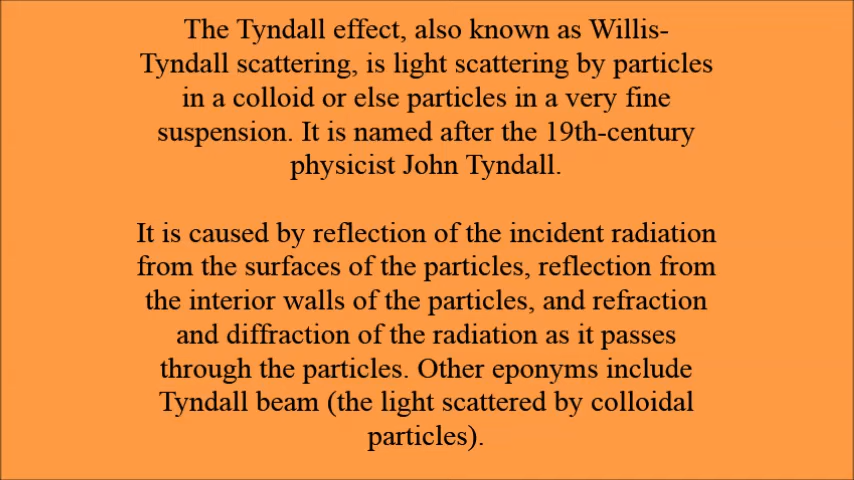 The Tyndall effect, also known as Willis-
Tyndall scattering, is light scattering by particles
in a colloid or else particles in a very fine
suspension. It is named after the 19th-century
physicist John Tyndall.
It is caused by reflection of the incident radiation
from the surfaces of the particles, reflection from
the interior walls of the particles, and refraction
and diffraction of the radiation as it passes
through the particles. Other eponyms include
Tyndall beam (the light scattered by colloidal
particles).